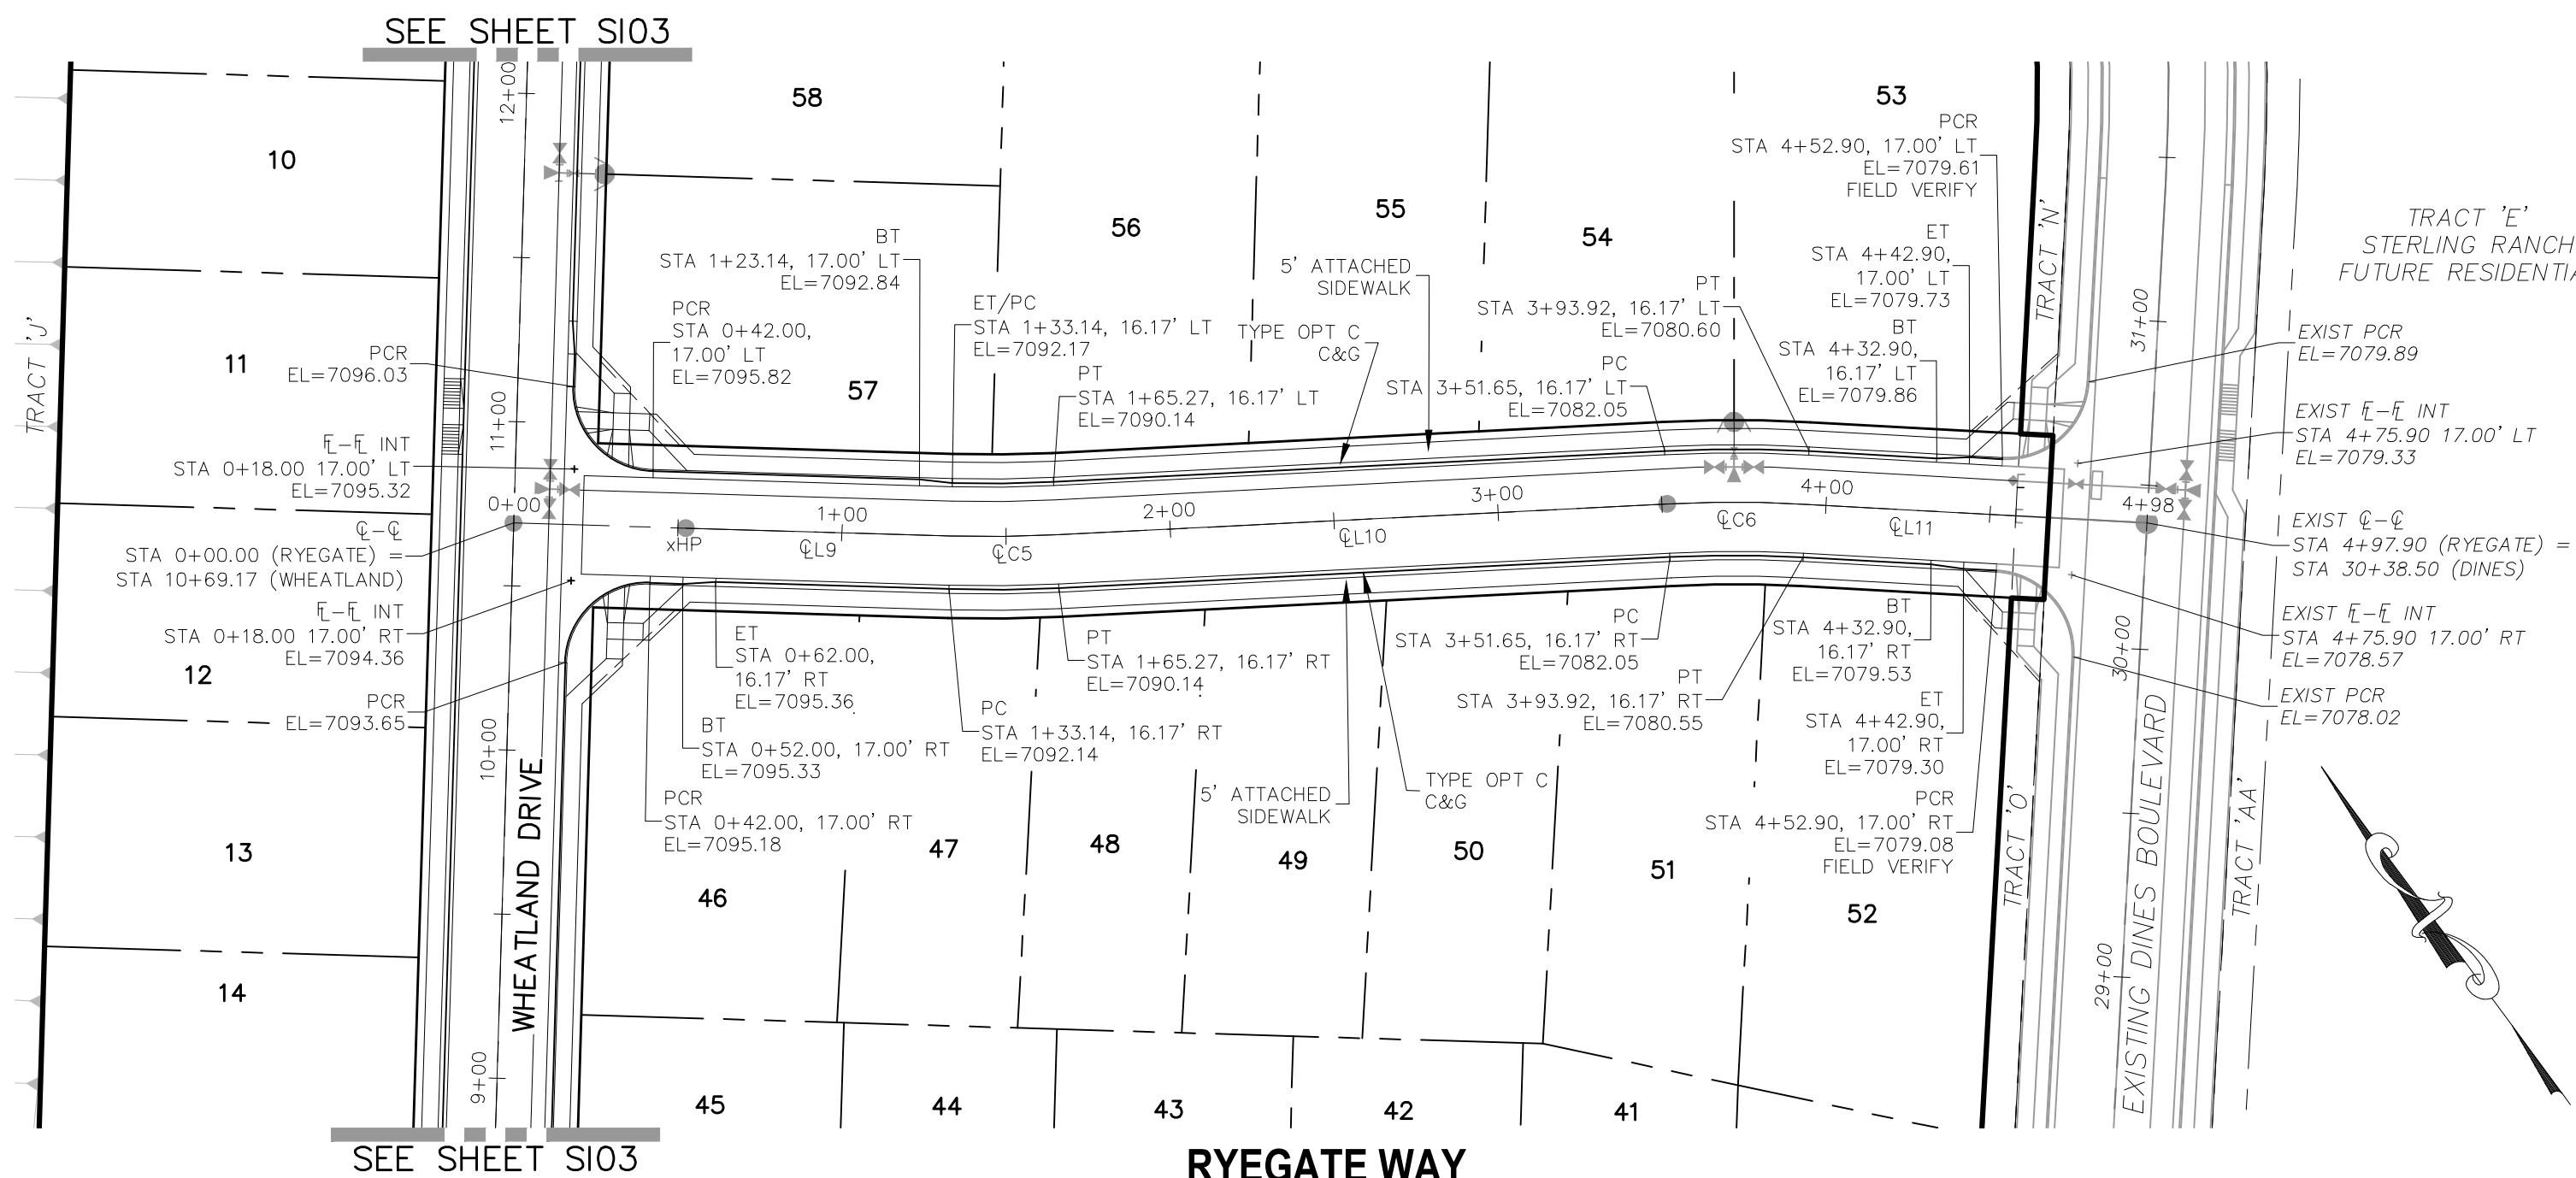 SEE SHEET SI03
12+00
58
53
10
PCR
STA 4+52.90, 17.00' LT
EL=7079.61
FIELD VERIFY
TRACT 'N'
TRACT 'E'
STERLING RANCH
55
56
54
BT
STA 1+23.14, 17.00' LT
EL=7092.84
ET
STA 4+42.90,
17.00' LT
EL=7079.73
5' ATTACHED
SIDEWALK
PT
STA 3+93.92, 16.17' LT
EL=7080.60
ET/PC
STA 1+33.14, 16.17' LT
EL=7092.17
PCR
STA 0+42.00,
17.00' LT
EL=7095.82
TYPE OPT C
C&G
BT
STA 4+32.90,
16.17' LT
EL=7079.86
31+00
EXIST PCR
EL=7079.89
TRACT 'J'
11
PCR
EL=7096.03
57
PT
STA 1+65.27, 16.17' LT
EL=7090.14
PC
STA 3+51.65, 16.17' LT
EL=7082.05
11+00
FL-FL INT
STA 0+18.00 17.00' LT
EL=7095.32
EXIST FL-FL INT
STA 4+75.90 17.00' LT
EL=7079.33
0+00
1+00
2+00
3+00
4+00
4+98
xHP
CL L9
CL C5
CL L10
CL C6
CL L11
CL-CL
STA 0+00.00 (RYEGATE) =
STA 10+69.17 (WHEATLAND)
EXIST CL-CL
STA 4+97.90 (RYEGATE) =
STA 30+38.50 (DINES)
FL-FL INT
STA 0+18.00 17.00' RT
EL=7094.36
EXIST FL-FL INT
STA 4+75.90 17.00' RT
EL=7078.57
12
PCR
EL=7093.65
ET
STA 0+62.00,
16.17' RT
EL=7095.36
PT
STA 1+65.27, 16.17' RT
EL=7090.14
PC
STA 3+51.65, 16.17' RT
EL=7082.05
BT
STA 4+32.90,
16.17' RT
EL=7079.53
30+00
EXIST PCR
EL=7078.02
10+00
BT
STA 0+52.00, 17.00' RT
EL=7095.33
PC
STA 1+33.14, 16.17' RT
EL=7092.14
PT
STA 3+93.92, 16.17' RT
EL=7080.55
ET
STA 4+42.90,
17.00' RT
EL=7079.30
PCR
STA 0+42.00, 17.00' RT
EL=7095.18
5' ATTACHED
SIDEWALK
TYPE OPT C
C&G
PCR
STA 4+52.90, 17.00' RT
EL=7079.08
FIELD VERIFY
TRACT 'O'
TRACT 'AA'
EXISTING DINES BOULEVARD
WHEATLAND DRIVE
13
46
47
48
49
50
51
52
14
29+00
9+00
45
44
43
42
41
SEE SHEET SI03
RYEGATE WAY